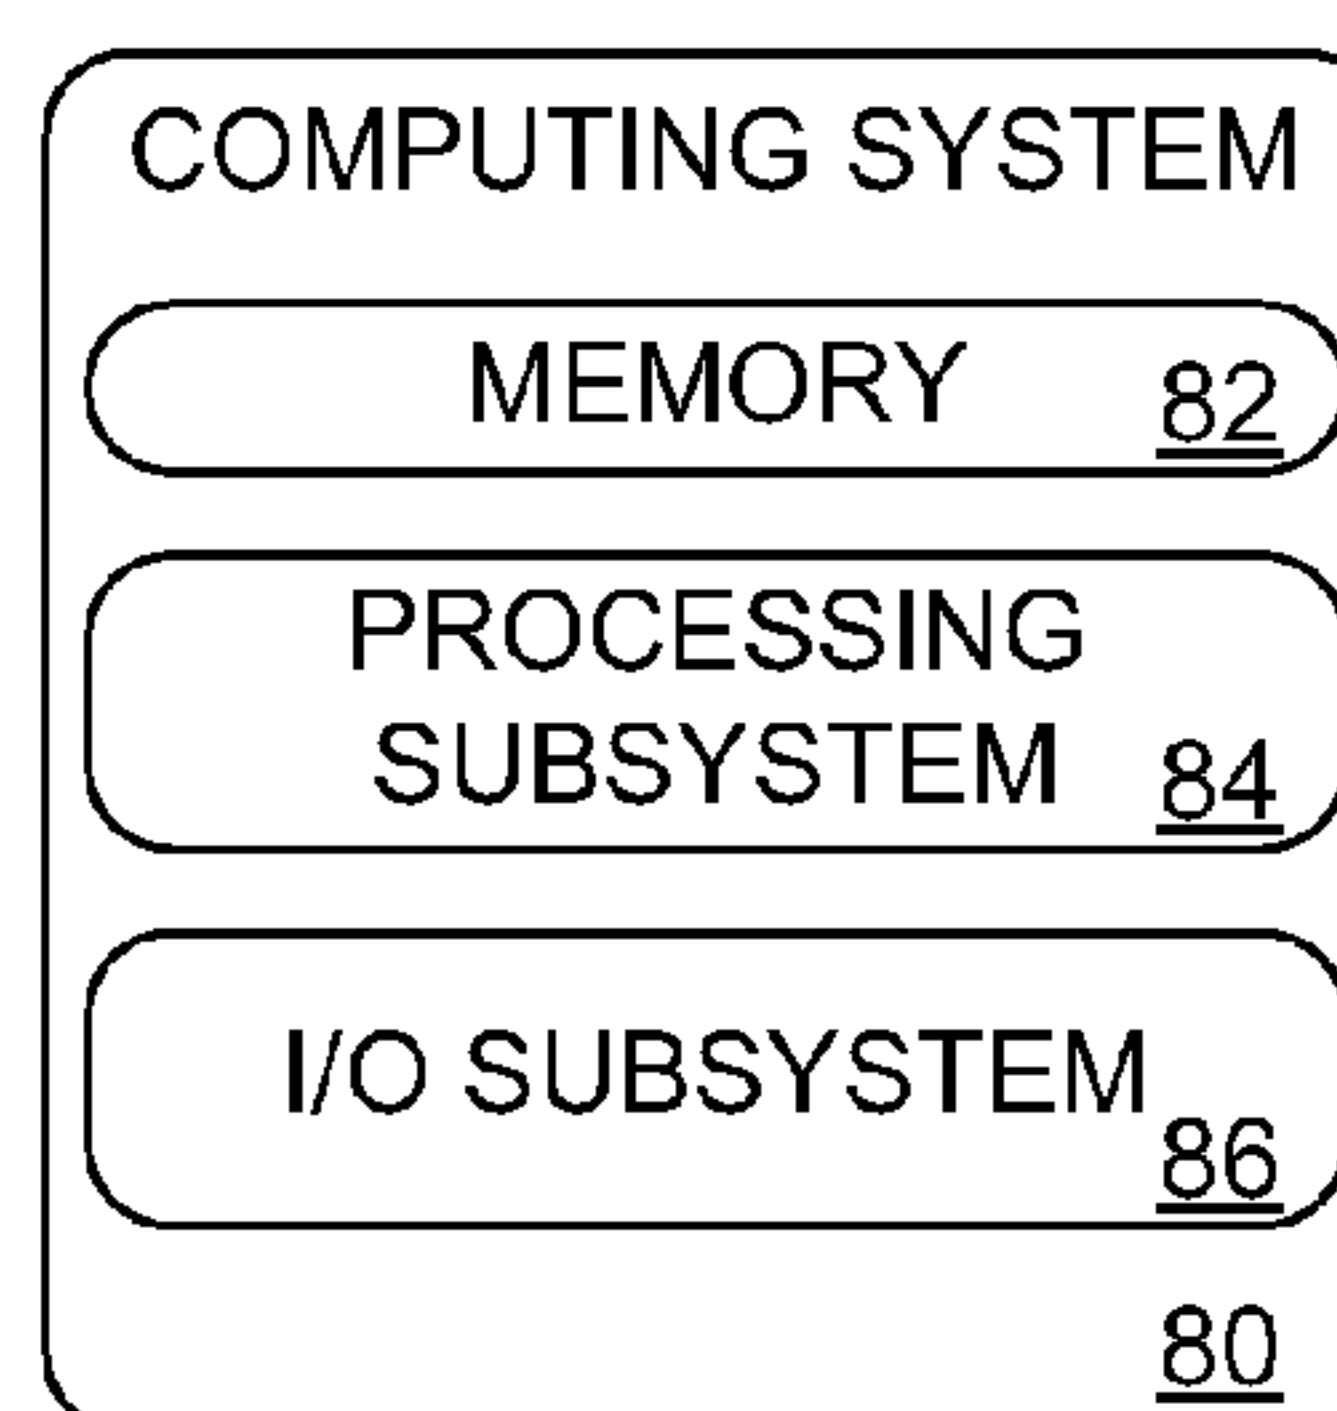 COMPUTING SYSTEM
MEMORY 82
PROCESSING
SUBSYSTEM 84
I/O SUBSYSTEM
86
80